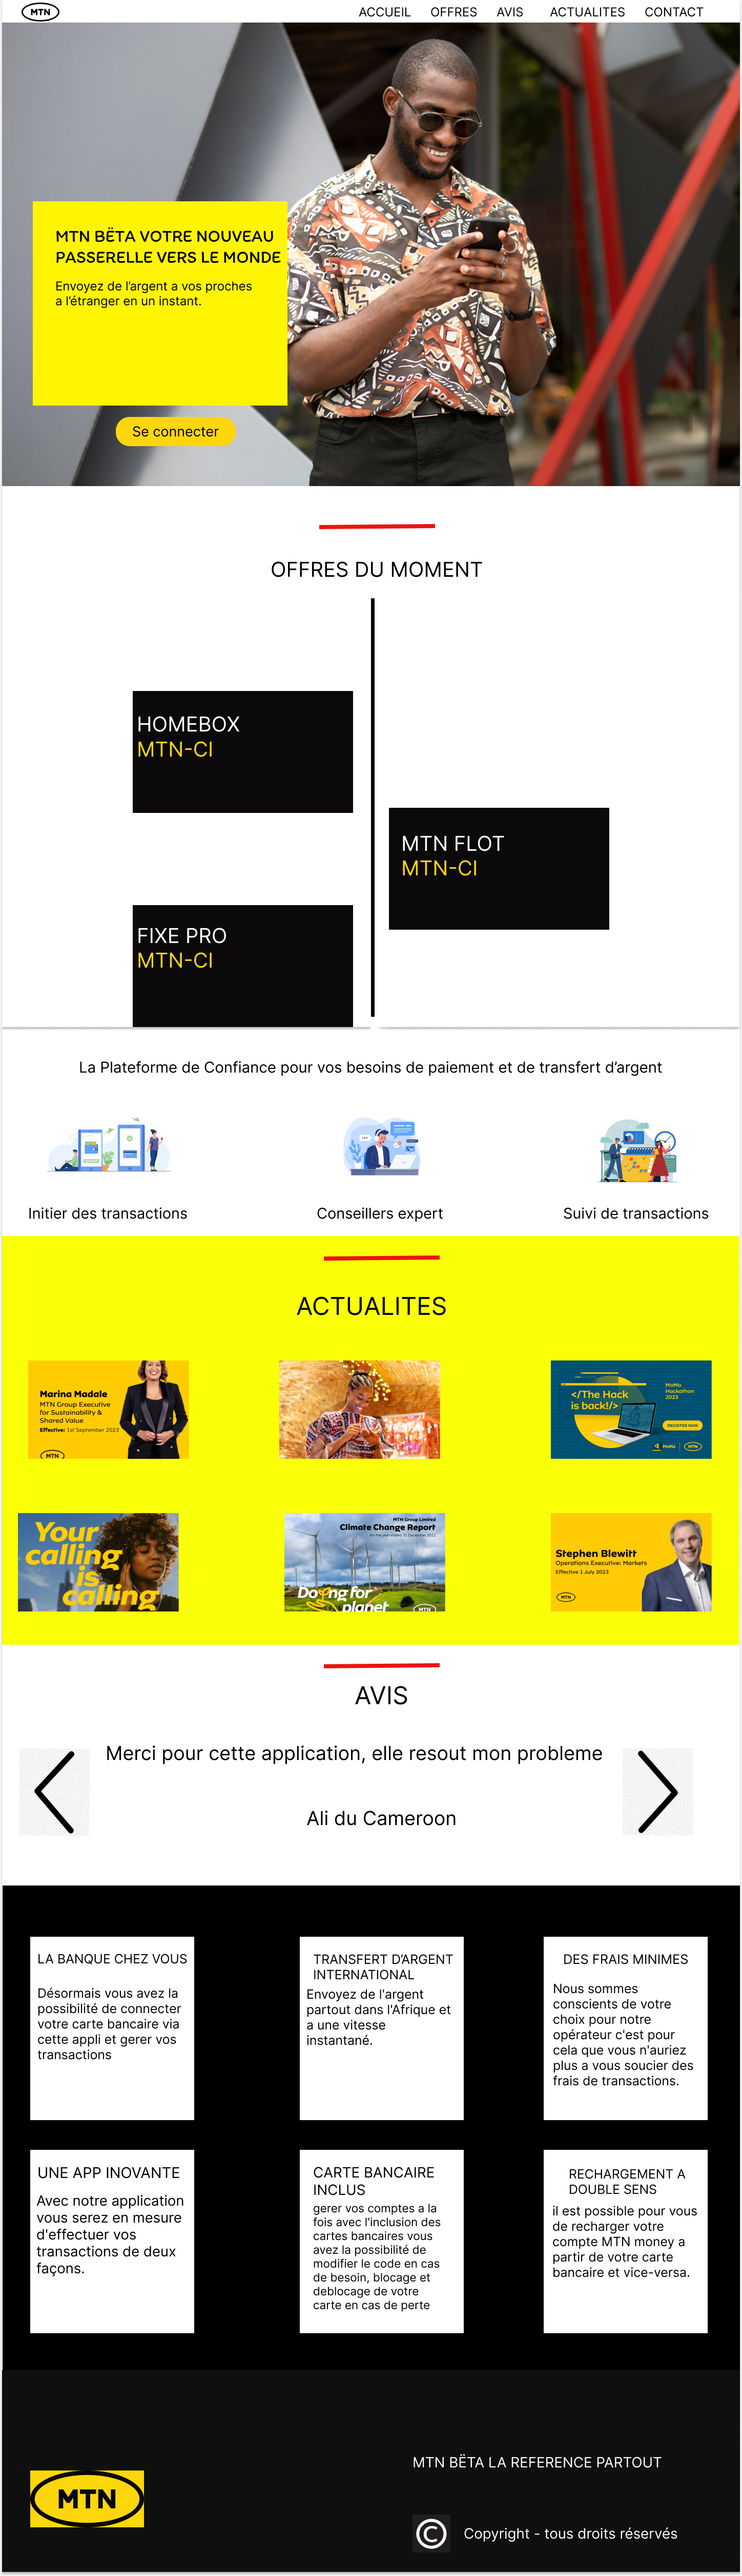 MTN
ACCUEIL OFFRES AVIS ACTUALITES CONTACT
MTN BËTA VOTRE NOUVEAU
PASSERELLE VERS LE MONDE
Envoyez de l’argent a vos proches
a l’étranger en un instant.
Se connecter
OFFRES DU MOMENT
HOMEBOX
MTN-CI
MTN FLOT
MTN-CI
FIXE PRO
MTN-CI
La Plateforme de Confiance pour vos besoins de paiement et de transfert d’argent
Initier des transactions
Conseillers expert
Suivi de transactions
ACTUALITES
Marina Madale
MTN Group Executive
for Sustainability &
Shared Value
Effective: 1st September 2023
MTN
</The Hack
is back!/>
MoMo
Hackathon
2023
REGISTER NOW
MoMo
MTN
Your
calling
is
calling
MTN Group Limited
Climate Change Report
for the year ended 31 December 2022
Doing for
planet
MTN
Stephen Blewitt
Operations Executive: Markets
Effective 1 July 2023
MTN
AVIS
Merci pour cette application, elle resout mon probleme
Ali du Cameroon
LA BANQUE CHEZ VOUS
Désormais vous avez la
possibilité de connecter
votre carte bancaire via
cette appli et gerer vos
transactions
TRANSFERT D’ARGENT
INTERNATIONAL
Envoyez de l'argent
partout dans l'Afrique et
a une vitesse
instantané.
DES FRAIS MINIMES
Nous sommes
conscients de votre
choix pour notre
opérateur c'est pour
cela que vous n'auriez
plus a vous soucier des
frais de transactions.
UNE APP INOVANTE
Avec notre application
vous serez en mesure
d'effectuer vos
transactions de deux
façons.
CARTE BANCAIRE
INCLUS
gerer vos comptes a la
fois avec l'inclusion des
cartes bancaires vous
avez la possibilité de
modifier le code en cas
de besoin, blocage et
deblocage de votre
carte en cas de perte
RECHARGEMENT A
DOUBLE SENS
il est possible pour vous
de recharger votre
compte MTN money a
partir de votre carte
bancaire et vice-versa.
MTN
MTN BËTA LA REFERENCE PARTOUT
© Copyright - tous droits réservés